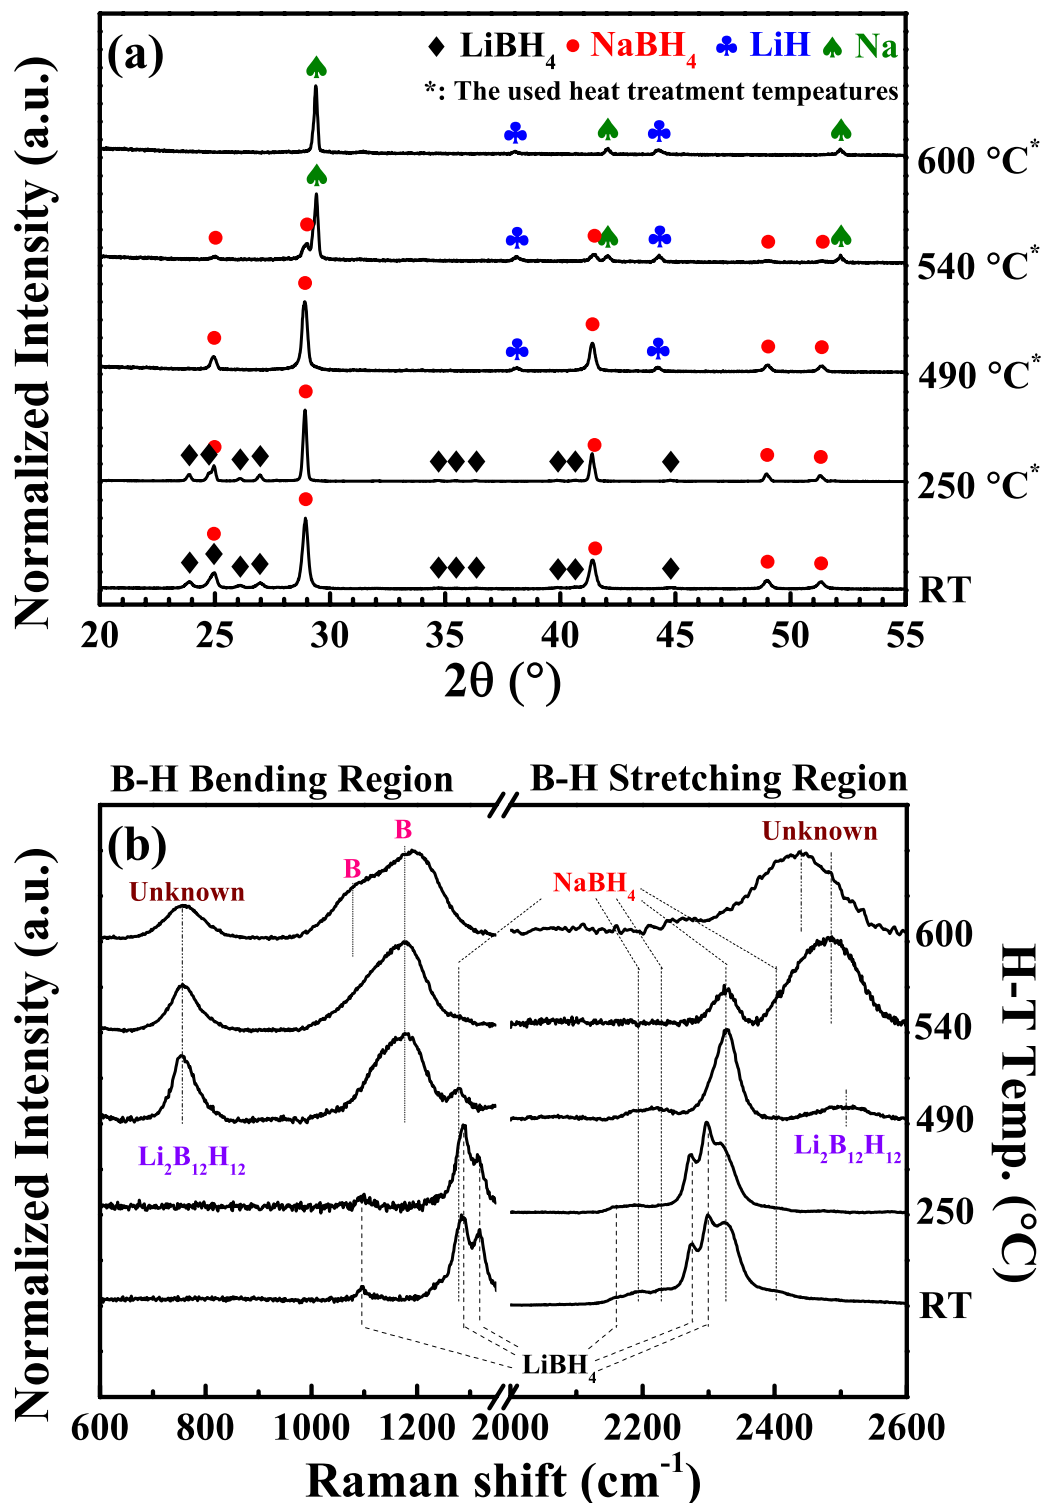 (a)
♦ LiBH4 ● NaBH4 ♣ LiH ♠ Na
*: The used heat treatment tempeatures
600 °C*
540 °C*
490 °C*
250 °C*
RT
Normalized Intensity (a.u.)
20 25 30 35 40 45 50 55
2θ (°)
B-H Bending Region B-H Stretching Region
(b)
B
Unknown
B
Unknown
NaBH4
600
540
490
Li2B12H12
Li2B12H12
250
RT
LiBH4
Normalized Intensity (a.u.)
H-T Temp. (°C)
600 800 1000 1200 2000 2200 2400 2600
Raman shift (cm-1)